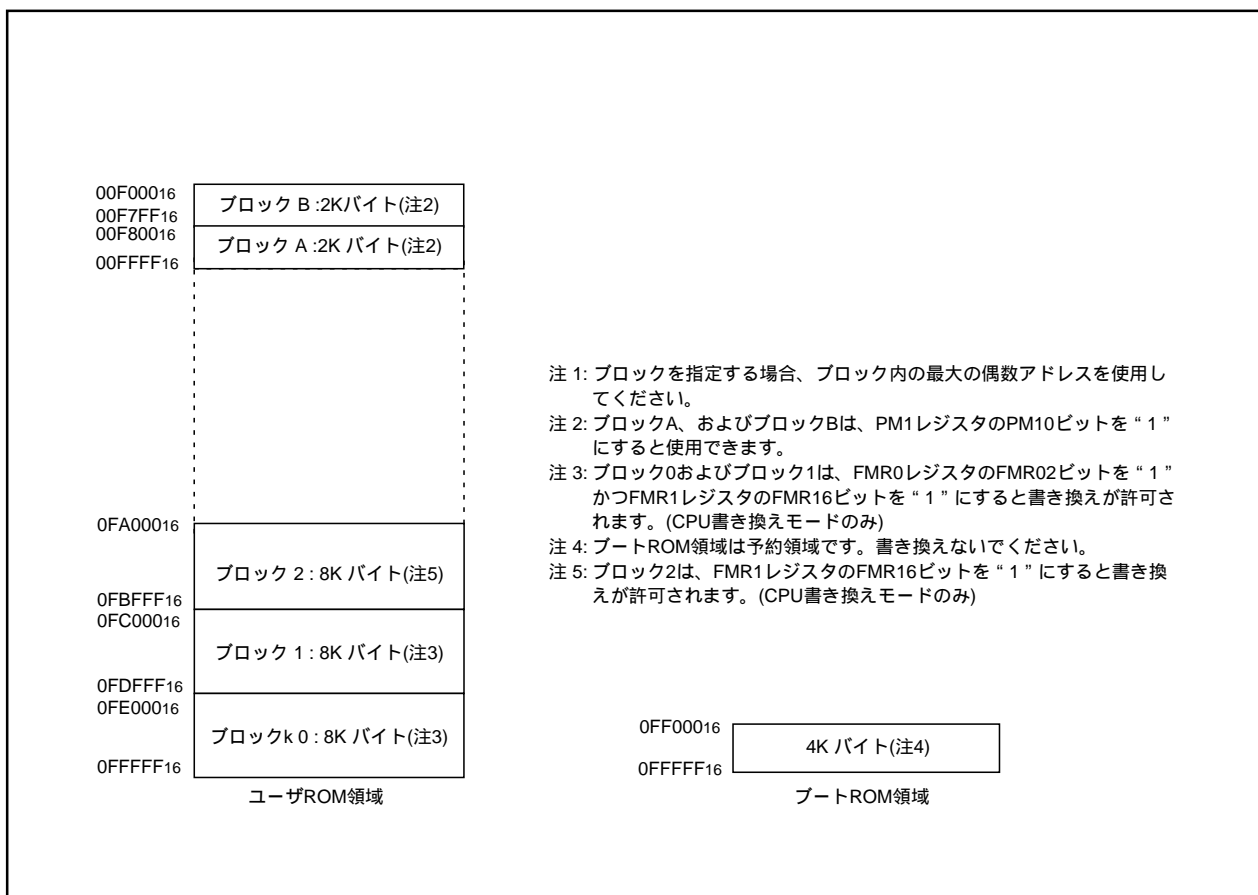 00F00016
ブロック B :2Kバイト(注2)
00F7FF16
00F80016
ブロック A :2K バイト(注2)
00FFFF16
注 1: ブロックを指定する場合、ブロック内の最大の偶数アドレスを使用し
てください。
注 2: ブロックA、およびブロックBは、PM1レジスタのPM10ビットを“1”
にすると使用できます。
注 3: ブロック0およびブロック1は、FMR0レジスタのFMR02ビットを“1”
かつFMR1レジスタのFMR16ビットを“1”にすると書き換えが許可さ
れます。(CPU書き換えモードのみ)
注 4: ブートROM領域は予約領域です。書き換えないでください。
注 5: ブロック2は、FMR1レジスタのFMR16ビットを“1”にすると書き換
えが許可されます。(CPU書き換えモードのみ)
0FA00016
ブロック 2 : 8K バイト(注5)
0FBFFF16
0FC00016
ブロック 1 : 8K バイト(注3)
0FDFFF16
0FE00016
ブロックk 0 : 8K バイト(注3)
0FFFFF16
ユーザROM領域
0FF00016
4K バイト(注4)
0FFFFF16
ブートROM領域